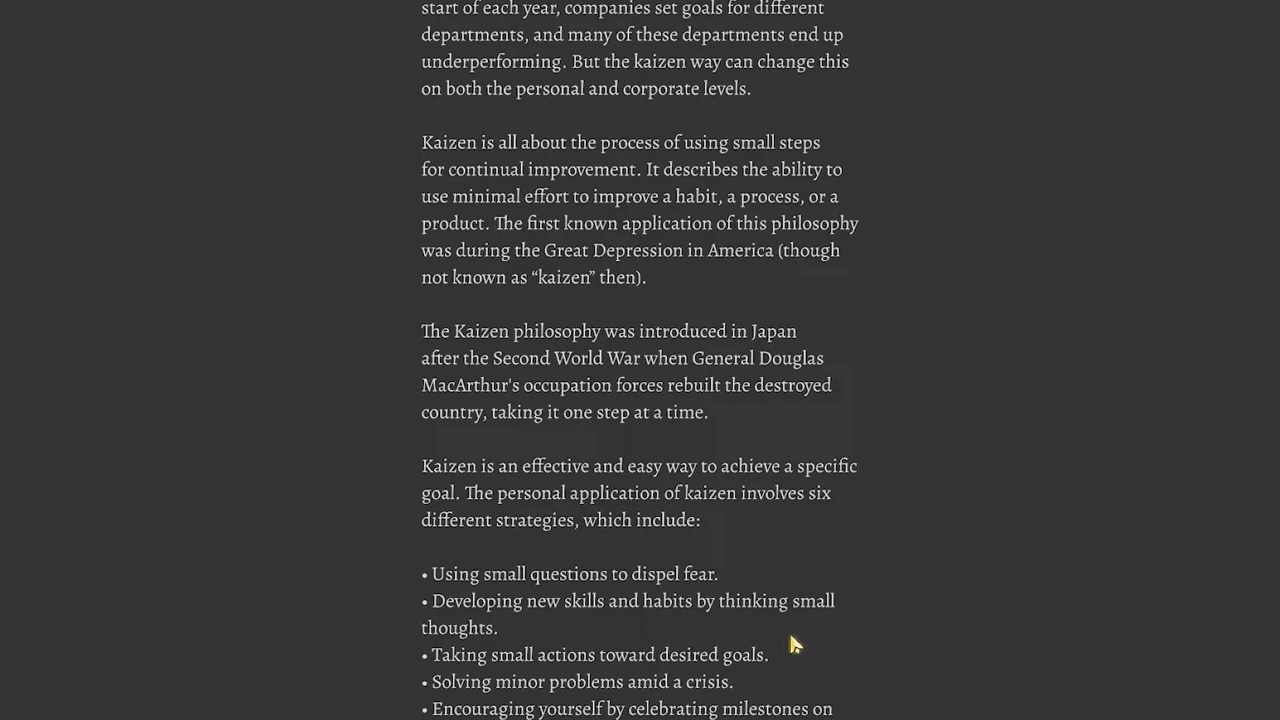 start of each year, companies set goals for different
departments, and many of these departments end up
underperforming. But the kaizen way can change this
on both the personal and corporate levels.
Kaizen is all about the process of using small steps
for continual improvement. It describes the ability to
use minimal effort to improve a habit, a process, or a
product. The first known application of this philosophy
was during the Great Depression in America (though
not known as “kaizen” then).
The Kaizen philosophy was introduced in Japan
after the Second World War when General Douglas
MacArthur's occupation forces rebuilt the destroyed
country, taking it one step at a time.
Kaizen is an effective and easy way to achieve a specific
goal. The personal application of kaizen involves six
different strategies, which include:
• Using small questions to dispel fear.
• Developing new skills and habits by thinking small
thoughts.
• Taking small actions toward desired goals.
• Solving minor problems amid a crisis.
• Encouraging yourself by celebrating milestones on